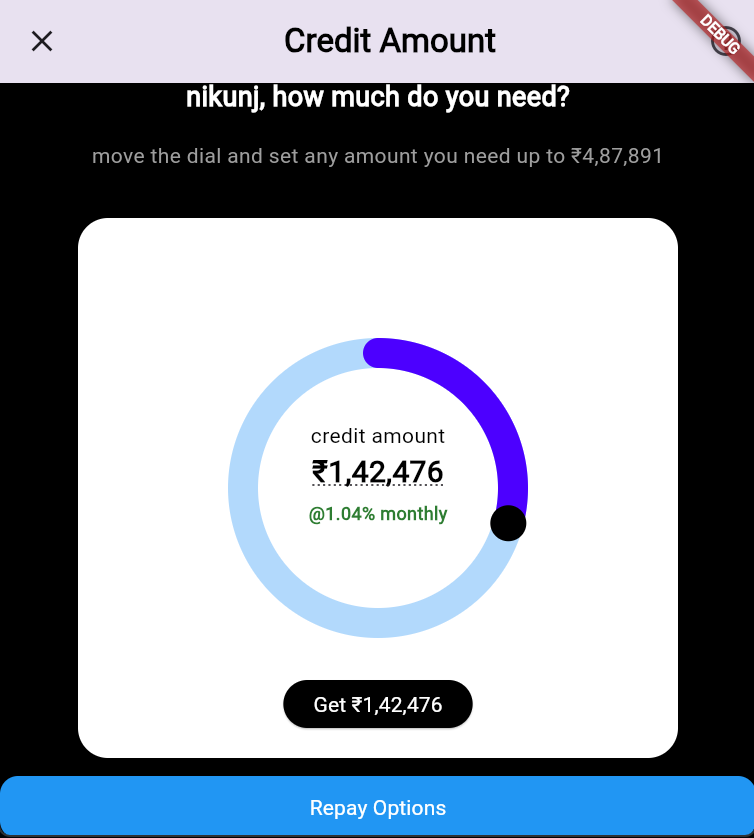 Credit Amount
DEBUG
nikunj, how much do you need?
move the dial and set any amount you need up to ₹4,87,891
credit amount
₹1,42,476
@1.04% monthly
Get ₹1,42,476
Repay Options